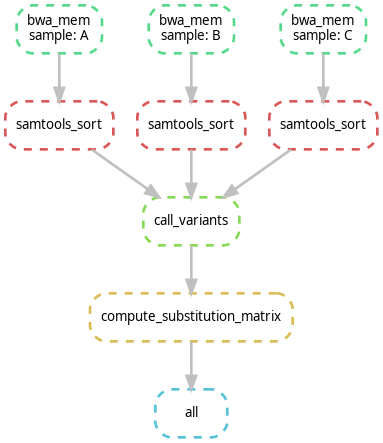 bwa_mem
sample: A
bwa_mem
sample: B
bwa_mem
sample: C
samtools_sort
samtools_sort
samtools_sort
call_variants
compute_substitution_matrix
all